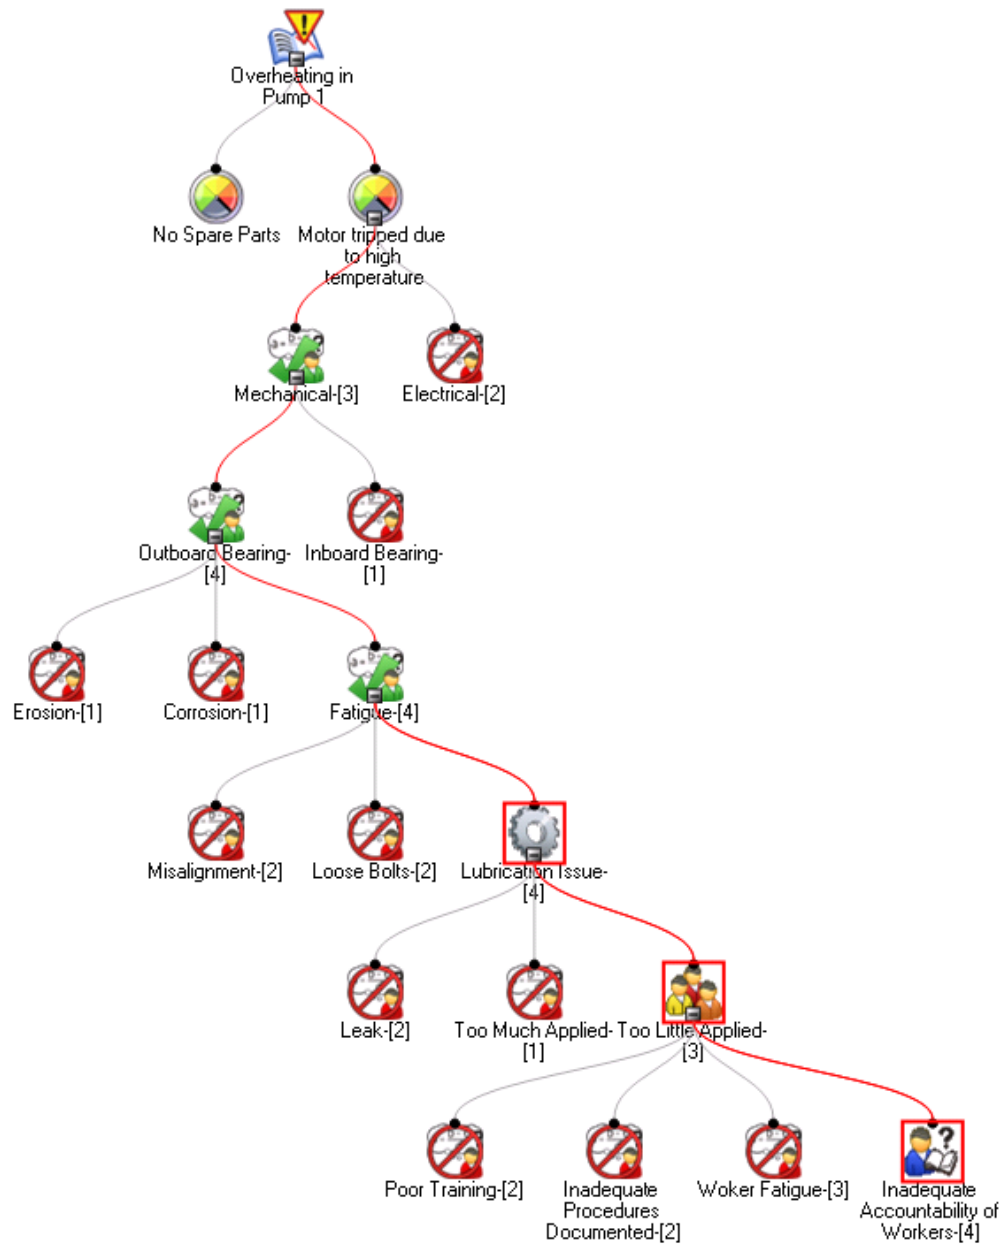 Overheating in
Pump 1
No Spare Parts
Motor tripped due
to high
temperature
Mechanical-[3]
Electrical-[2]
Outboard Bearing-
[4]
Inboard Bearing-
[1]
Erosion-[1]
Corrosion-[1]
Fatigue-[4]
Misalignment-[2]
Loose Bolts-[2]
Lubrication Issue-
[4]
Leak-[2]
Too Much Applied-
[1]
Too Little Applied-
[3]
Poor Training-[2]
Inadequate
Procedures
Documented-[2]
Woker Fatigue-[3]
Inadequate
Accountability of
Workers-[4]